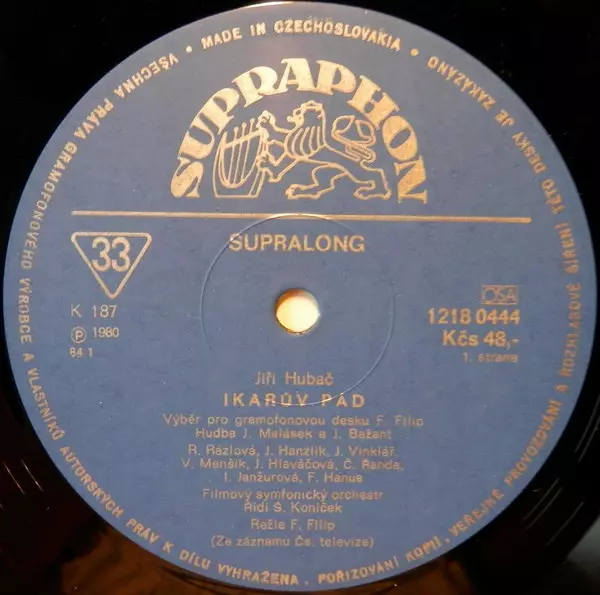 MADE IN CZECHOSLOVAKIA
VŠECHNA PRÁVA GRAMOFONOVÉHO VÝROBCE A VLASTNÍKŮ AUTORSKÝCH PRÁV K DÍLU VYHRAŽENA. POŘIZOVÁNÍ KOPIÍ, VEŘEJNÉ PROVOZOVÁNÍ A ROZHLASOVÉ ŠÍŘENÍ TÉTO DESKY JE ZAKÁZÁNO
SUPRAPHON
SUPRALONG
33
K 187
Ⓟ 1980
84 1
OSA
1218 0444
Kčs 48,-
1. strana
Jiří Hubač
IKARŮV PÁD
Výběr pro gramofonovou desku F. Filip
Hudba J. Malásek a J. Bažant
R. Rázlová, J. Hanzlík, J. Vinklář,
V. Menšík, J. Hlaváčová, Č. Řanda,
I. Janžurová, F. Hanus
Filmový symfonický orchestr
Řídí Š. Koníček
Režie F. Filip
(Ze záznamu Čs. televize)